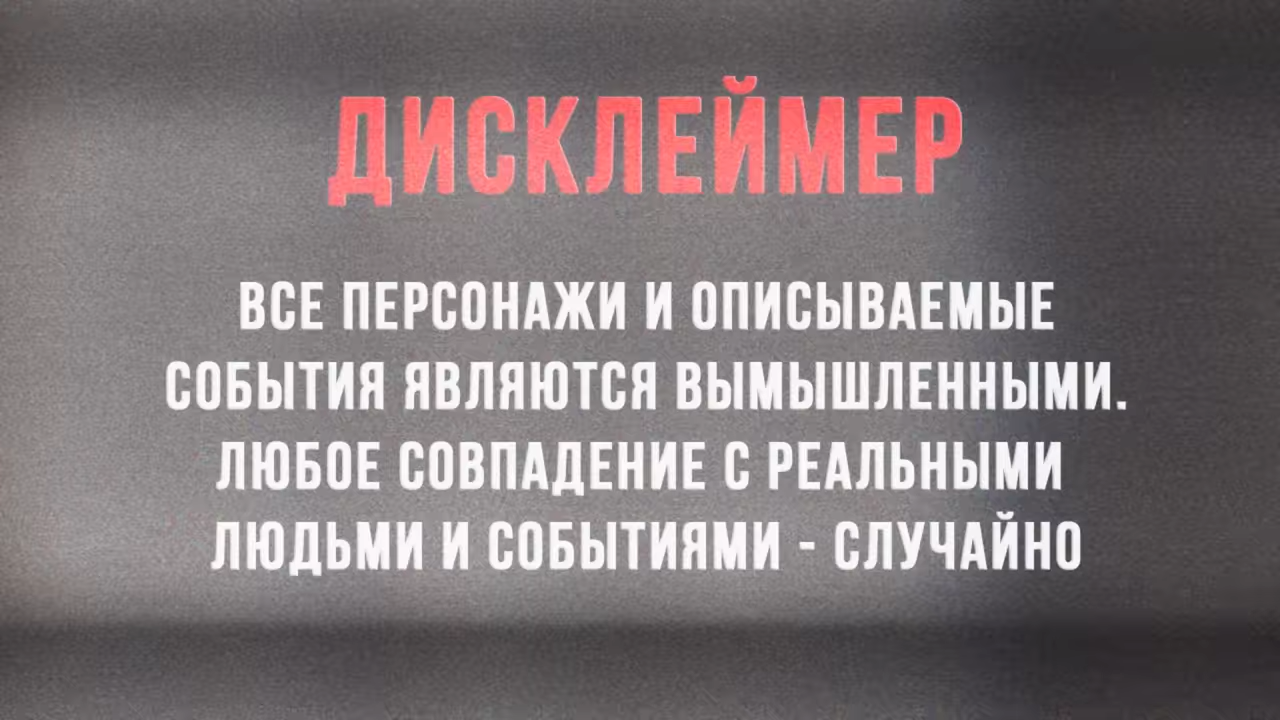 ДИСКЛЕЙМЕР
ВСЕ ПЕРСОНАЖИ И ОПИСЫВАЕМЫЕ
СОБЫТИЯ ЯВЛЯЮТСЯ ВЫМЫШЛЕННЫМИ.
ЛЮБОЕ СОВПАДЕНИЕ С РЕАЛЬНЫМИ
ЛЮДЬМИ И СОБЫТИЯМИ - СЛУЧАЙНО